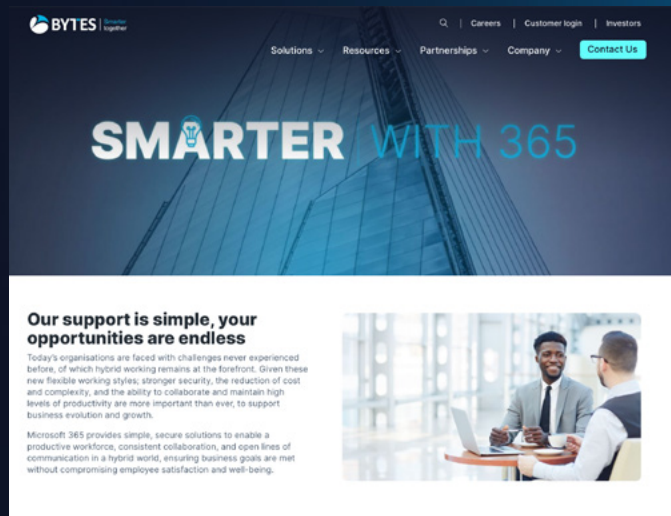 BYTES Smarter together
Careers | Customer login | Investors
Solutions Resources Partnerships Company Contact Us
SMARTER WITH 365
Our support is simple, your
opportunities are endless
Today's organisations are faced with challenges never experienced
before, of which hybrid working remains at the forefront. Given these
new flexible working styles; stronger security, the reduction of cost
and complexity, and the ability to collaborate and maintain high
levels of productivity are more important than ever, to support
business evolution and growth.
Microsoft 365 provides simple, secure solutions to enable a
productive workforce, consistent collaboration, and open lines of
communication in a hybrid world, ensuring business goals are met
without compromising employee satisfaction and well-being.